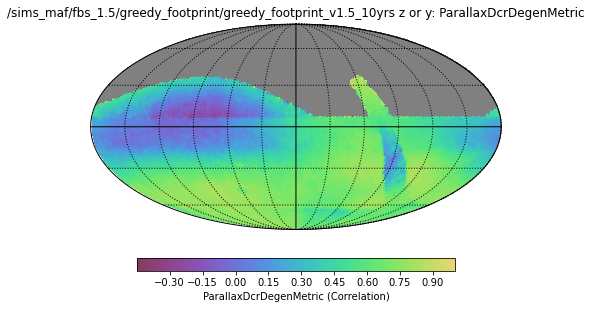 /sims_maf/fbs_1.5/greedy_footprint/greedy_footprint_v1.5_10yrs z or y: ParallaxDcrDegenMetric
−0.30 −0.15 0.00 0.15 0.30 0.45 0.60 0.75 0.90
ParallaxDcrDegenMetric (Correlation)